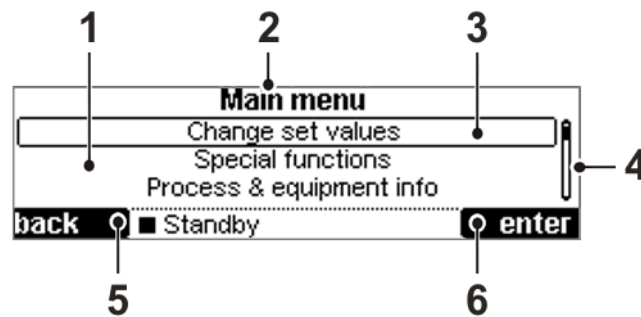 1 2 3
Main menu
Change set values
Special functions
4
Process & equipment info
back Standby enter
5 6